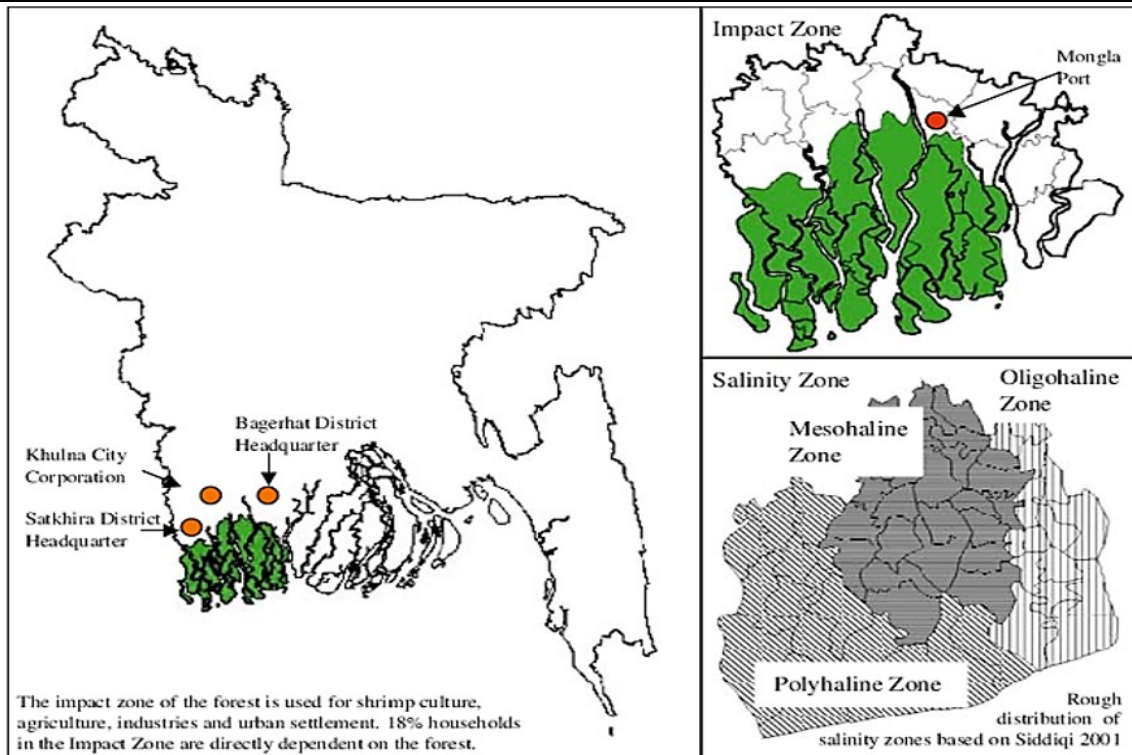 Khulna City
Corporation
Bagerhat District
Headquarter
Satkhira District
Headquarter
The impact zone of the forest is used for shrimp culture,
agriculture, industries and urban settlement. 18% households
in the Impact Zone are directly dependent on the forest.
Impact Zone
Mongla
Port
Salinity Zone
Oligohaline
Zone
Mesohaline
Zone
Polyhaline Zone
Rough
distribution of
salinity zones based on Siddiqi 2001